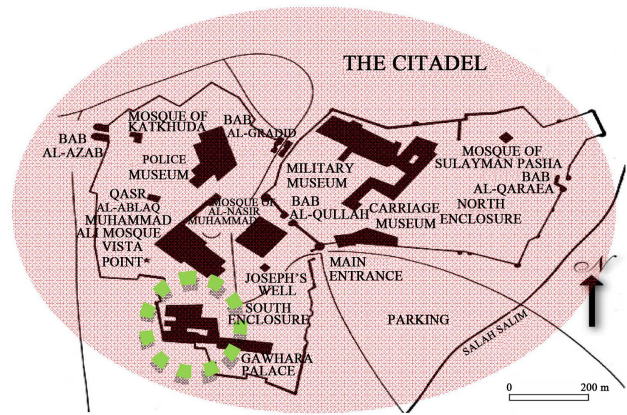 THE CITADEL
MOSQUE OF
KATKHUDA
BAB
AL-GRADID
BAB
AL-AZAB
POLICE
MUSEUM
MILITARY
MUSEUM
MOSQUE OF
SULAYMAN PASHA
BAB
AL-QARAEA
QASR
AL-ABLAQ
MOSQUE OF
AL-NASIR
MUHAMMAD
BAB
AL-QULLAH
CARRIAGE
MUSEUM
NORTH
ENCLOSURE
MUHAMMAD
ALI MOSQUE
VISTA
POINT*
JOSEPH'S
WELL
MAIN
ENTRANCE
N
SOUTH
ENCLOSURE
PARKING
SALAH SALIM
GAWHARA
PALACE
0 200 m